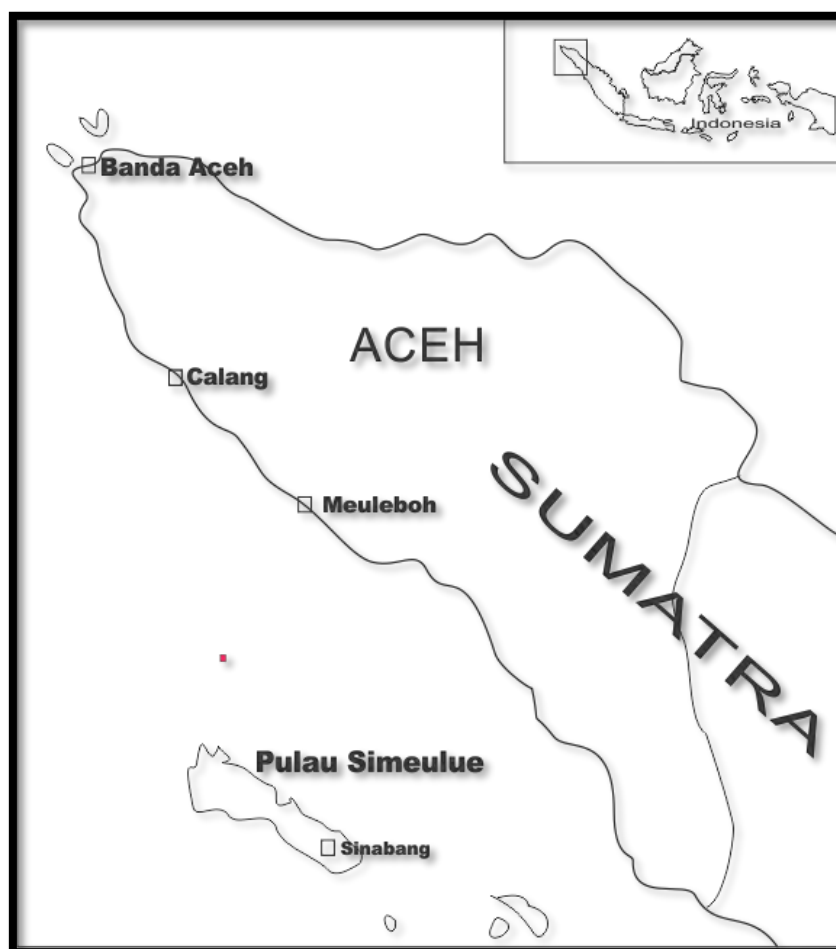 Indonesia
Banda Aceh
ACEH
Calang
SUMATRA
Meuleboh
Pulau Simeulue
Sinabang